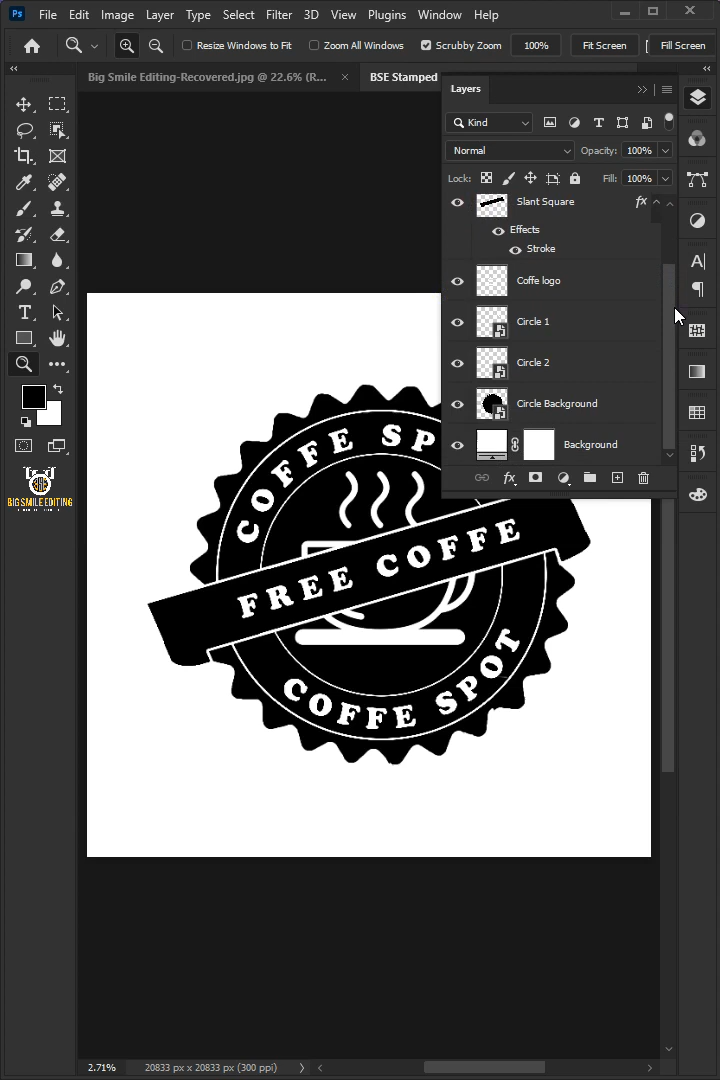 Ps File Edit Image Layer Type Select Filter 3D View Plugins Window Help
Resize Windows to Fit Zoom All Windows Scrubby Zoom 100% Fit Screen Fill Screen
Big Smile Editing-Recovered.jpg @ 22.6% (R... × BSE Stamped
Layers
Kind
Normal Opacity: 100%
Lock: Fill: 100%
Slant Square fx
Effects
Stroke
Coffe logo
Circle 1
Circle 2
Circle Background
Background
fx
BIG SMILE EDITING
COFFE SP
FREE COFFE
COFFE SPOT
2.71% 20833 px x 20833 px (300 ppi)